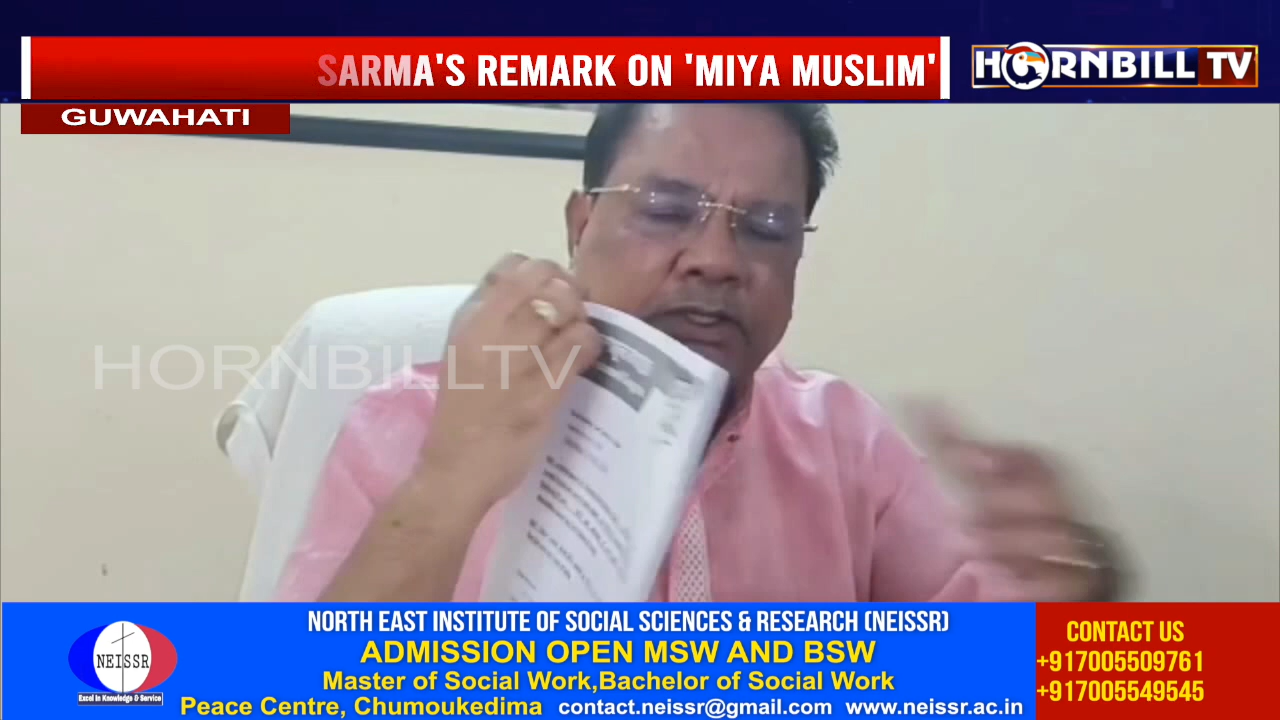 SARMA'S REMARK ON 'MIYA MUSLIM'
HORNBILL TV
GUWAHATI
HORNBILLTV
NEISSR
Excel in Knowledge & Service
NORTH EAST INSTITUTE OF SOCIAL SCIENCES & RESEARCH (NEISSR)
ADMISSION OPEN MSW AND BSW
Master of Social Work,Bachelor of Social Work
Peace Centre, Chumoukedima contact.neissr@gmail.com www.neissr.ac.in
CONTACT US
+917005509761
+917005549545